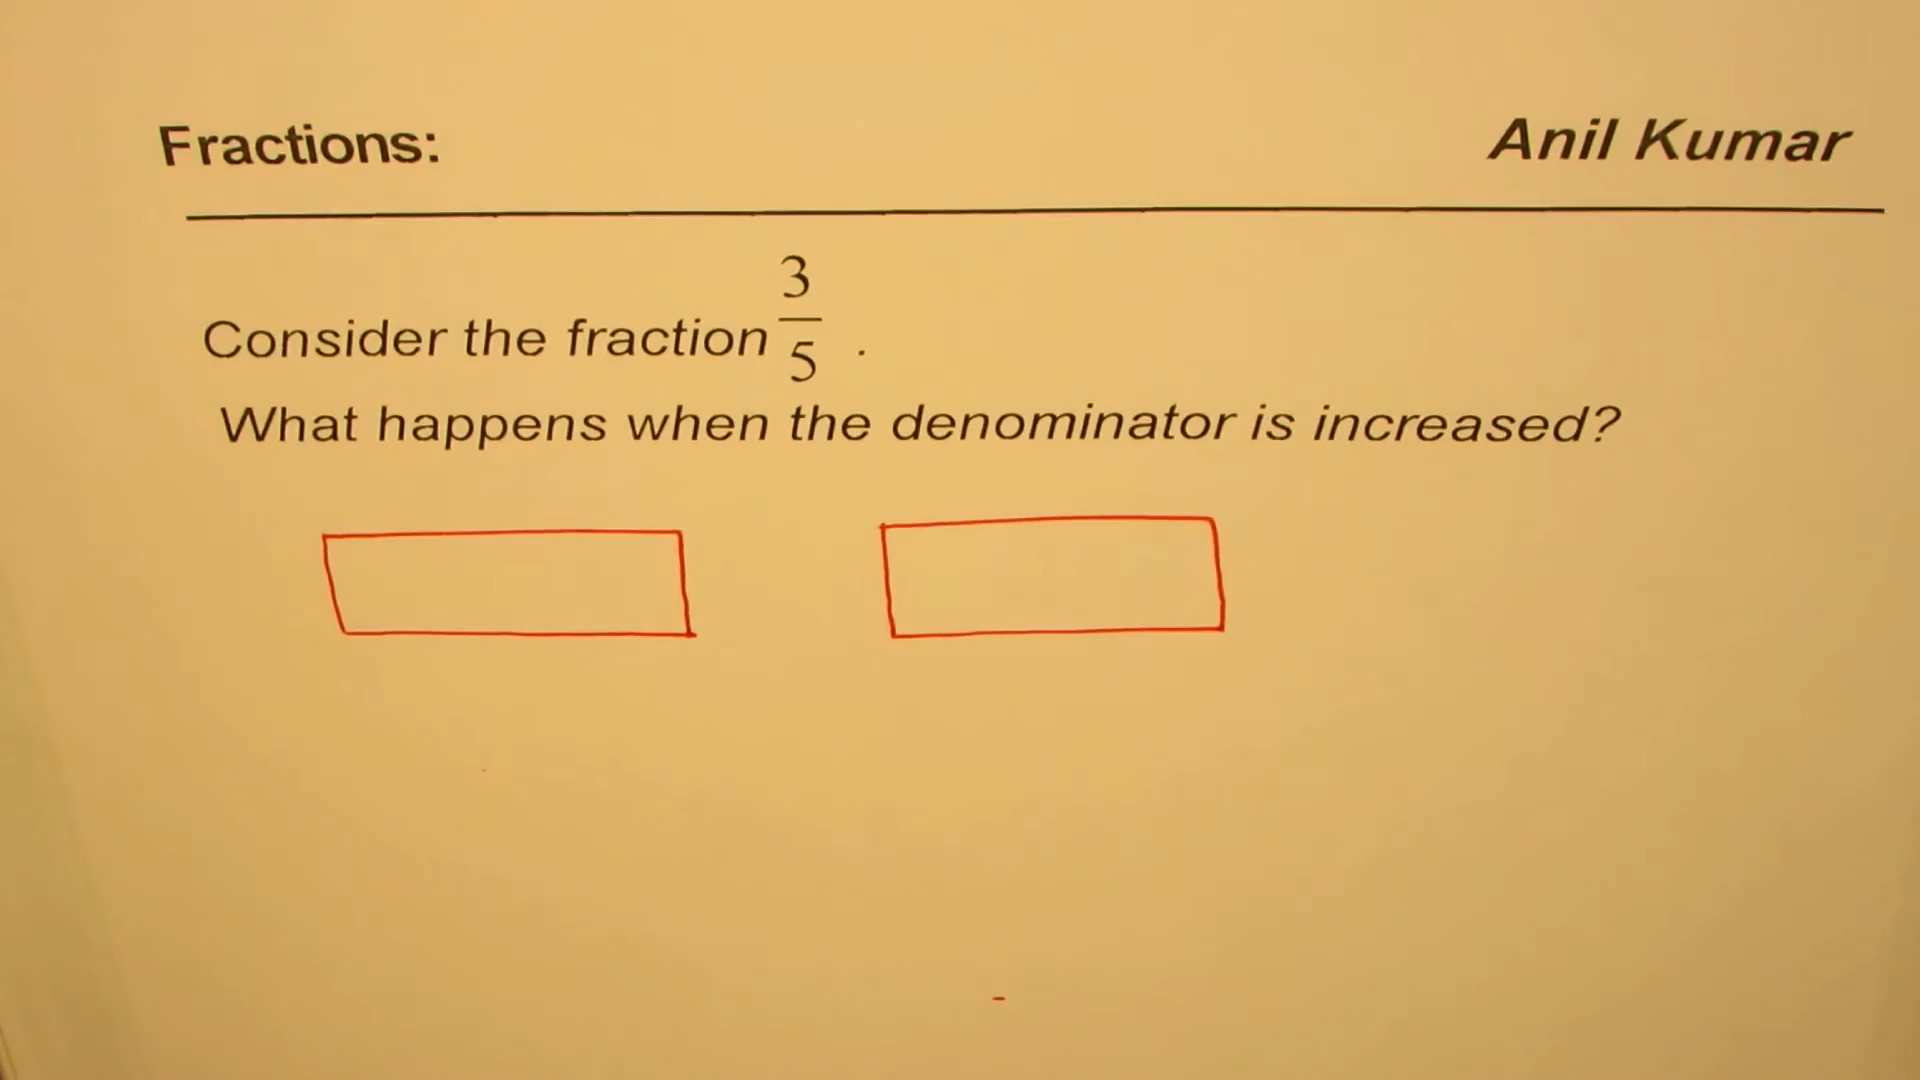 Fractions:
Anil Kumar
Consider the fraction 3/5 .
What happens when the denominator is increased?